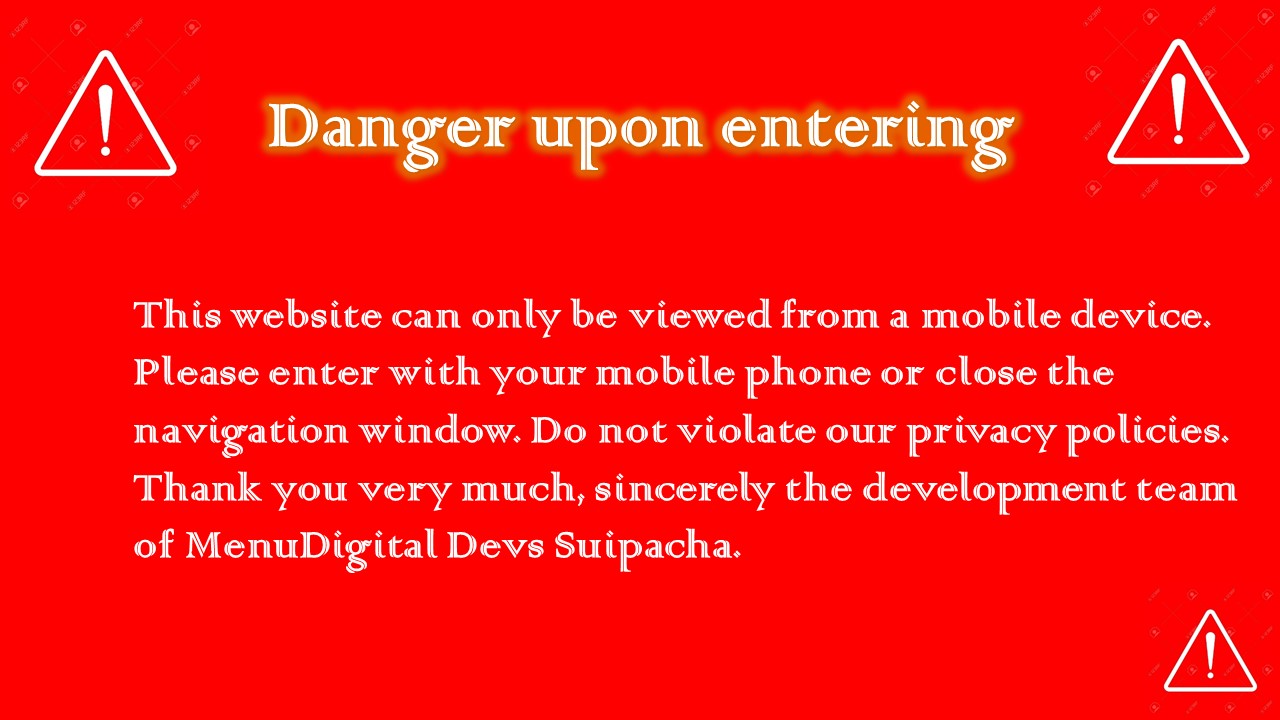 Danger upon entering
This website can only be viewed from a mobile device.
Please enter with your mobile phone or close the
navigation window. Do not violate our privacy policies.
Thank you very much, sincerely the development team
of MenuDigital Devs Suipacha.